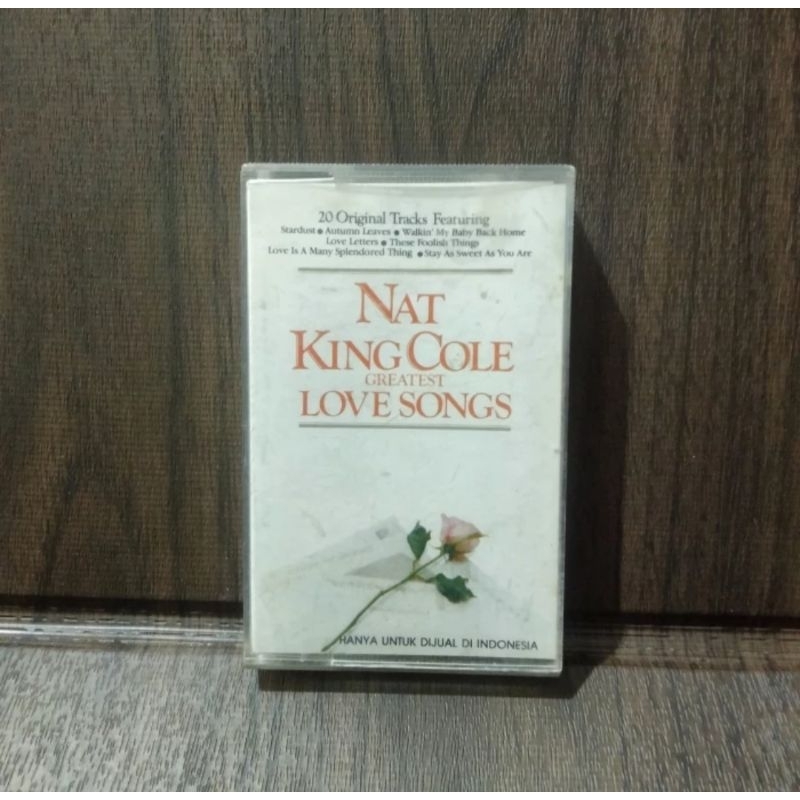 20 Original Tracks Featuring
Stardust ● Autumn Leaves ● Walkin' My Baby Back Home
Love Letters ● These Foolish Things
Love Is A Many Splendored Thing ● Stay As Sweet As You Are
NAT
KING COLE
GREATEST
LOVE SONGS
HANYA UNTUK DIJUAL DI INDONESIA